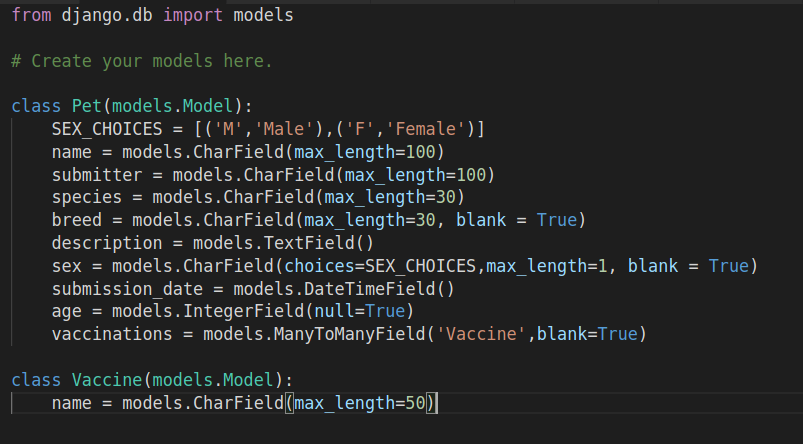 from django.db import models
# Create your models here.
class Pet(models.Model):
SEX_CHOICES = [('M','Male'),('F','Female')]
name = models.CharField(max_length=100)
submitter = models.CharField(max_length=100)
species = models.CharField(max_length=30)
breed = models.CharField(max_length=30, blank = True)
description = models.TextField()
sex = models.CharField(choices=SEX_CHOICES,max_length=1, blank = True)
submission_date = models.DateTimeField()
age = models.IntegerField(null=True)
vaccinations = models.ManyToManyField('Vaccine',blank=True)
class Vaccine(models.Model):
name = models.CharField(max_length=50)